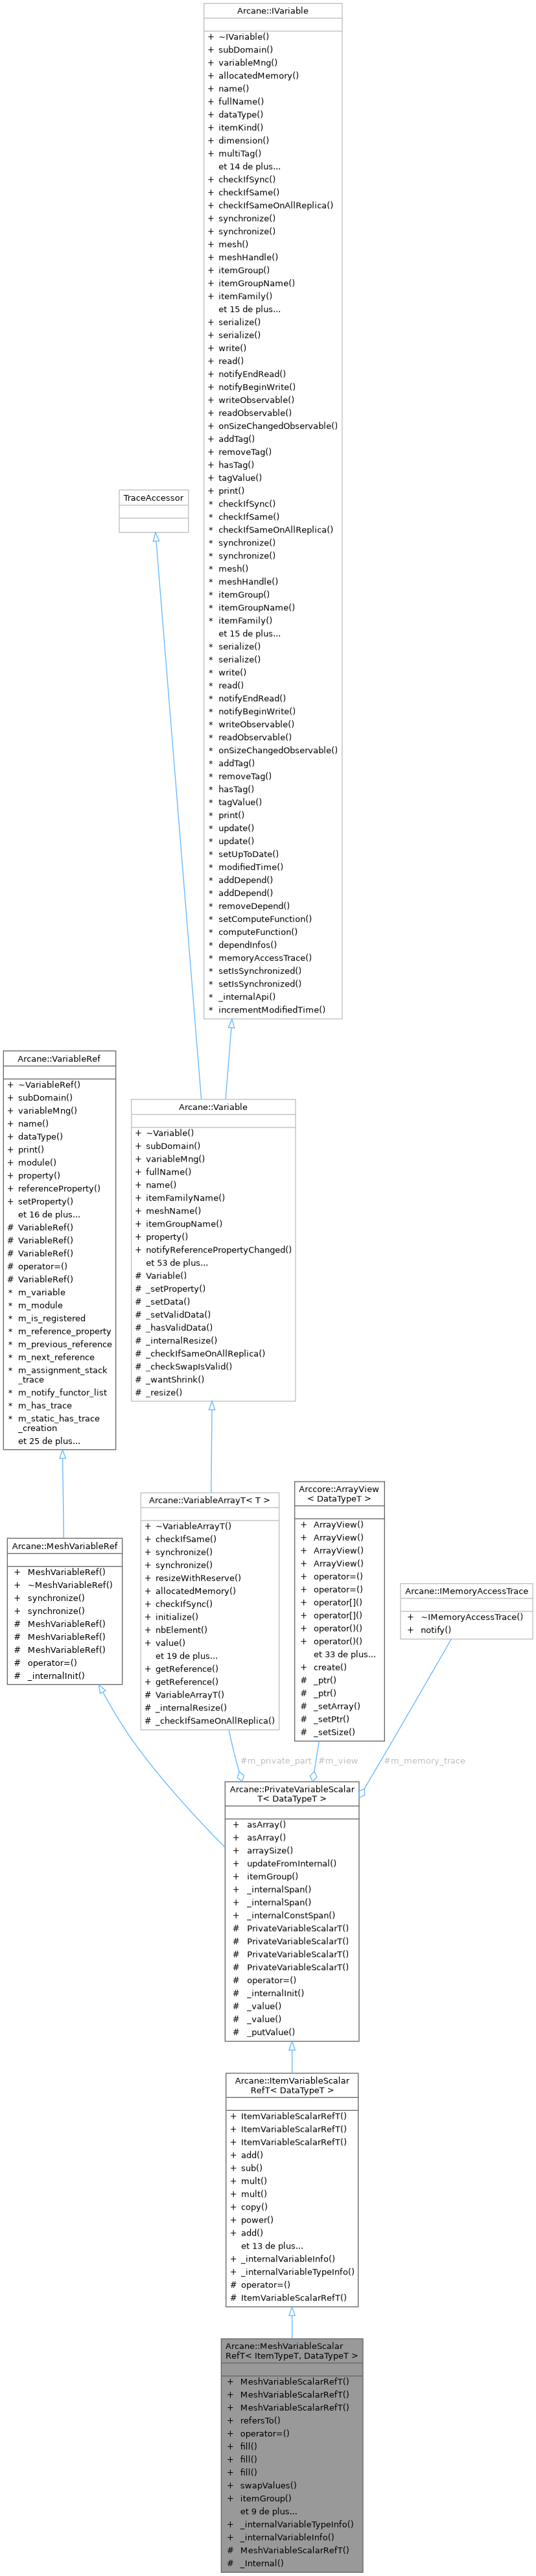 Arcane::IVariable
+ ~IVariable()
+ subDomain()
+ variableMng()
+ allocatedMemory()
+ name()
+ fullName()
+ dataType()
+ itemKind()
+ dimension()
+ multiTag()
et 14 de plus...
+ checkIfSync()
+ checkIfSame()
+ checkIfSameOnAllReplica()
+ synchronize()
+ synchronize()
+ mesh()
+ meshHandle()
+ itemGroup()
+ itemGroupName()
+ itemFamily()
et 15 de plus...
+ serialize()
+ serialize()
+ write()
+ read()
+ notifyEndRead()
+ notifyBeginWrite()
+ writeObservable()
+ readObservable()
+ onSizeChangedObservable()
+ addTag()
+ removeTag()
+ hasTag()
+ tagValue()
+ print()
* checkIfSync()
* checkIfSame()
* checkIfSameOnAllReplica()
* synchronize()
* synchronize()
* mesh()
* meshHandle()
* itemGroup()
* itemGroupName()
* itemFamily()
et 15 de plus...
* serialize()
* serialize()
* write()
* read()
* notifyEndRead()
* notifyBeginWrite()
* writeObservable()
* readObservable()
* onSizeChangedObservable()
* addTag()
* removeTag()
* hasTag()
* tagValue()
* print()
* update()
* update()
* setUpToDate()
* modifiedTime()
* addDepend()
* addDepend()
* removeDepend()
* setComputeFunction()
* computeFunction()
* dependInfos()
* memoryAccessTrace()
* setIsSynchronized()
* setIsSynchronized()
* _internalApi()
* incrementModifiedTime()
TraceAccessor
Arcane::VariableRef
+ ~VariableRef()
+ subDomain()
+ variableMng()
+ name()
+ dataType()
+ print()
+ module()
+ property()
+ referenceProperty()
+ setProperty()
et 16 de plus...
# VariableRef()
# VariableRef()
# VariableRef()
# operator=()
# VariableRef()
* m_variable
* m_module
* m_is_registered
* m_reference_property
* m_previous_reference
* m_next_reference
* m_assignment_stack
_trace
* m_notify_functor_list
* m_has_trace
* m_static_has_trace
_creation
et 25 de plus...
Arcane::Variable
+ ~Variable()
+ subDomain()
+ variableMng()
+ fullName()
+ name()
+ itemFamilyName()
+ meshName()
+ itemGroupName()
+ property()
+ notifyReferencePropertyChanged()
et 53 de plus...
# Variable()
# _setProperty()
# _setData()
# _setValidData()
# _hasValidData()
# _internalResize()
# _checkIfSameOnAllReplica()
# _checkSwapIsValid()
# _wantShrink()
# _resize()
Arcane::MeshVariableRef
+ MeshVariableRef()
+ ~MeshVariableRef()
+ synchronize()
+ synchronize()
# MeshVariableRef()
# MeshVariableRef()
# MeshVariableRef()
# operator=()
# _internalInit()
Arcane::VariableArrayT< T >
+ ~VariableArrayT()
+ checkIfSame()
+ synchronize()
+ synchronize()
+ resizeWithReserve()
+ allocatedMemory()
+ checkIfSync()
+ initialize()
+ nbElement()
+ value()
et 19 de plus...
+ getReference()
+ getReference()
# VariableArrayT()
# _internalResize()
# _checkIfSameOnAllReplica()
Arccore::ArrayView
< DataTypeT >
+ ArrayView()
+ ArrayView()
+ ArrayView()
+ ArrayView()
+ operator=()
+ operator=()
+ operator[]()
+ operator[]()
+ operator()()
+ operator()()
et 33 de plus...
+ create()
# _ptr()
# _ptr()
# _setArray()
# _setPtr()
# _setSize()
Arcane::IMemoryAccessTrace
+ ~IMemoryAccessTrace()
+ notify()
#m_private_part
#m_view
#m_memory_trace
Arcane::PrivateVariableScalar
T< DataTypeT >
+ asArray()
+ asArray()
+ arraySize()
+ updateFromInternal()
+ itemGroup()
+ _internalSpan()
+ _internalSpan()
+ _internalConstSpan()
# PrivateVariableScalarT()
# PrivateVariableScalarT()
# PrivateVariableScalarT()
# PrivateVariableScalarT()
# operator=()
# _internalInit()
# _value()
# _value()
# _putValue()
Arcane::ItemVariableScalar
RefT< DataTypeT >
+ ItemVariableScalarRefT()
+ ItemVariableScalarRefT()
+ ItemVariableScalarRefT()
+ add()
+ sub()
+ mult()
+ mult()
+ copy()
+ power()
+ add()
et 13 de plus...
+ _internalVariableInfo()
+ _internalVariableTypeInfo()
# operator=()
# ItemVariableScalarRefT()
Arcane::MeshVariableScalar
RefT< ItemTypeT, DataTypeT >
+ MeshVariableScalarRefT()
+ MeshVariableScalarRefT()
+ MeshVariableScalarRefT()
+ refersTo()
+ operator=()
+ fill()
+ fill()
+ fill()
+ swapValues()
+ itemGroup()
et 9 de plus...
+ _internalVariableTypeInfo()
+ _internalVariableInfo()
# MeshVariableScalarRefT()
# _Internal()